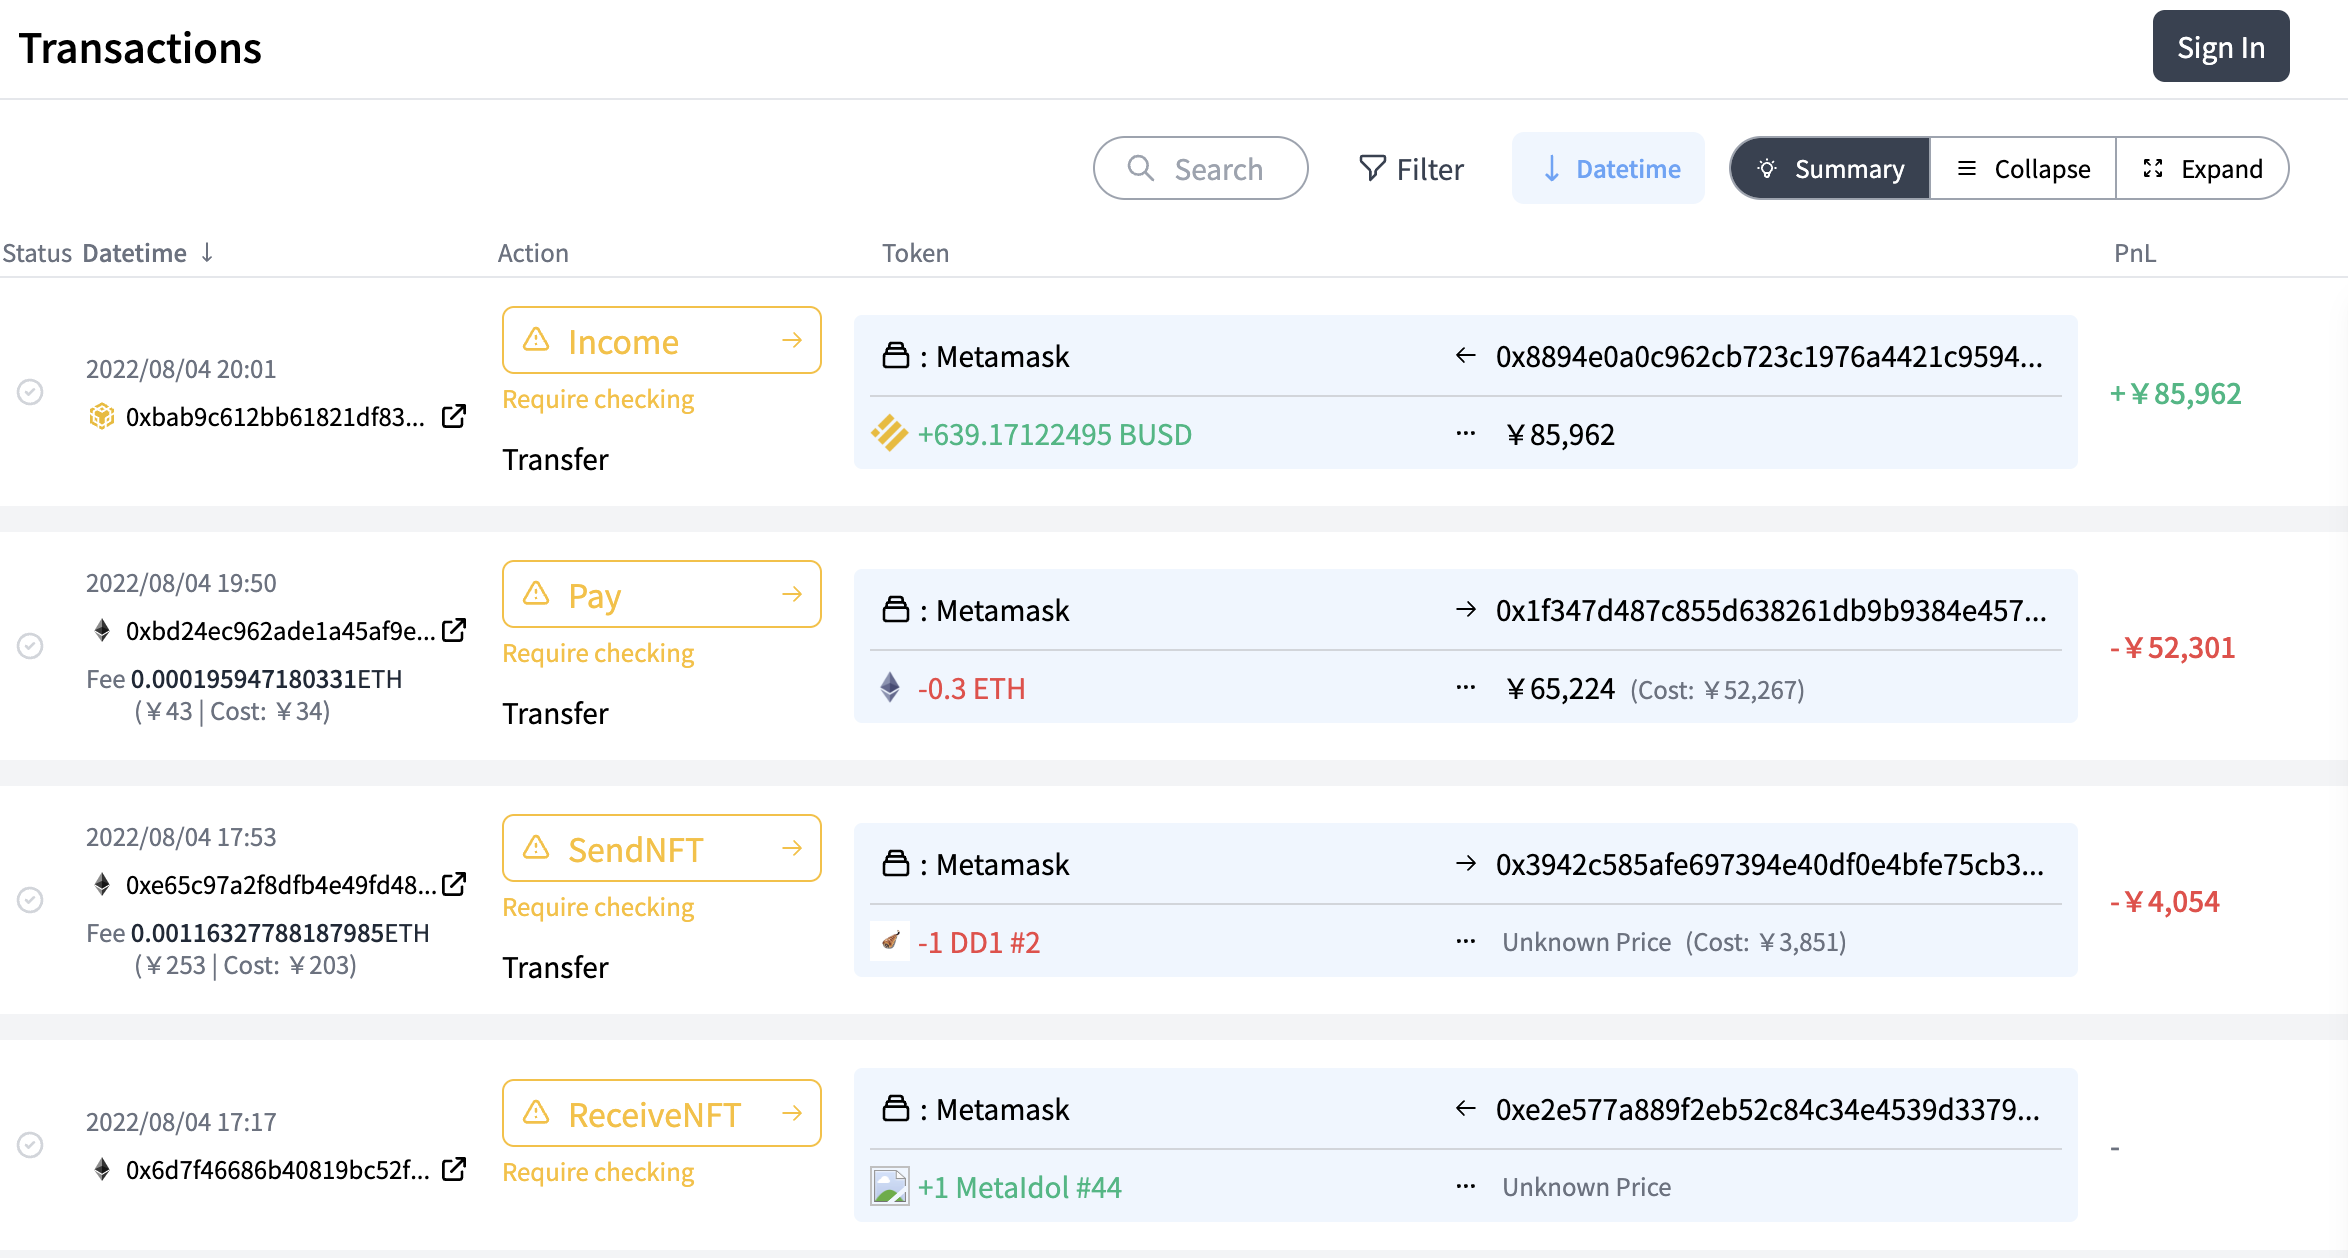 Transactions
Sign In
Search
Filter
↓ Datetime
Summary
Collapse
Expand
Status Datetime ↓ Action Token PnL
2022/08/04 20:01
0xbab9c612bb61821df83...
Income →
Require checking
Transfer
: Metamask ← 0x8894e0a0c962cb723c1976a4421c9594...
+639.17122495 BUSD ... ¥85,962
+¥85,962
2022/08/04 19:50
0xbd24ec962ade1a45af9e...
Fee 0.000195947180331ETH
(¥43 | Cost: ¥34)
Pay →
Require checking
Transfer
: Metamask → 0x1f347d487c855d638261db9b9384e457...
-0.3 ETH ... ¥65,224 (Cost: ¥52,267)
-¥52,301
2022/08/04 17:53
0xe65c97a2f8dfb4e49fd48...
Fee 0.00116327788187985ETH
(¥253 | Cost: ¥203)
SendNFT →
Require checking
Transfer
: Metamask → 0x3942c585afe697394e40df0e4bfe75cb3...
-1 DD1 #2 ... Unknown Price (Cost: ¥3,851)
-¥4,054
2022/08/04 17:17
0x6d7f46686b40819bc52f...
ReceiveNFT →
Require checking
: Metamask ← 0xe2e577a889f2eb52c84c34e4539d3379...
+1 MetaIdol #44 ... Unknown Price
-